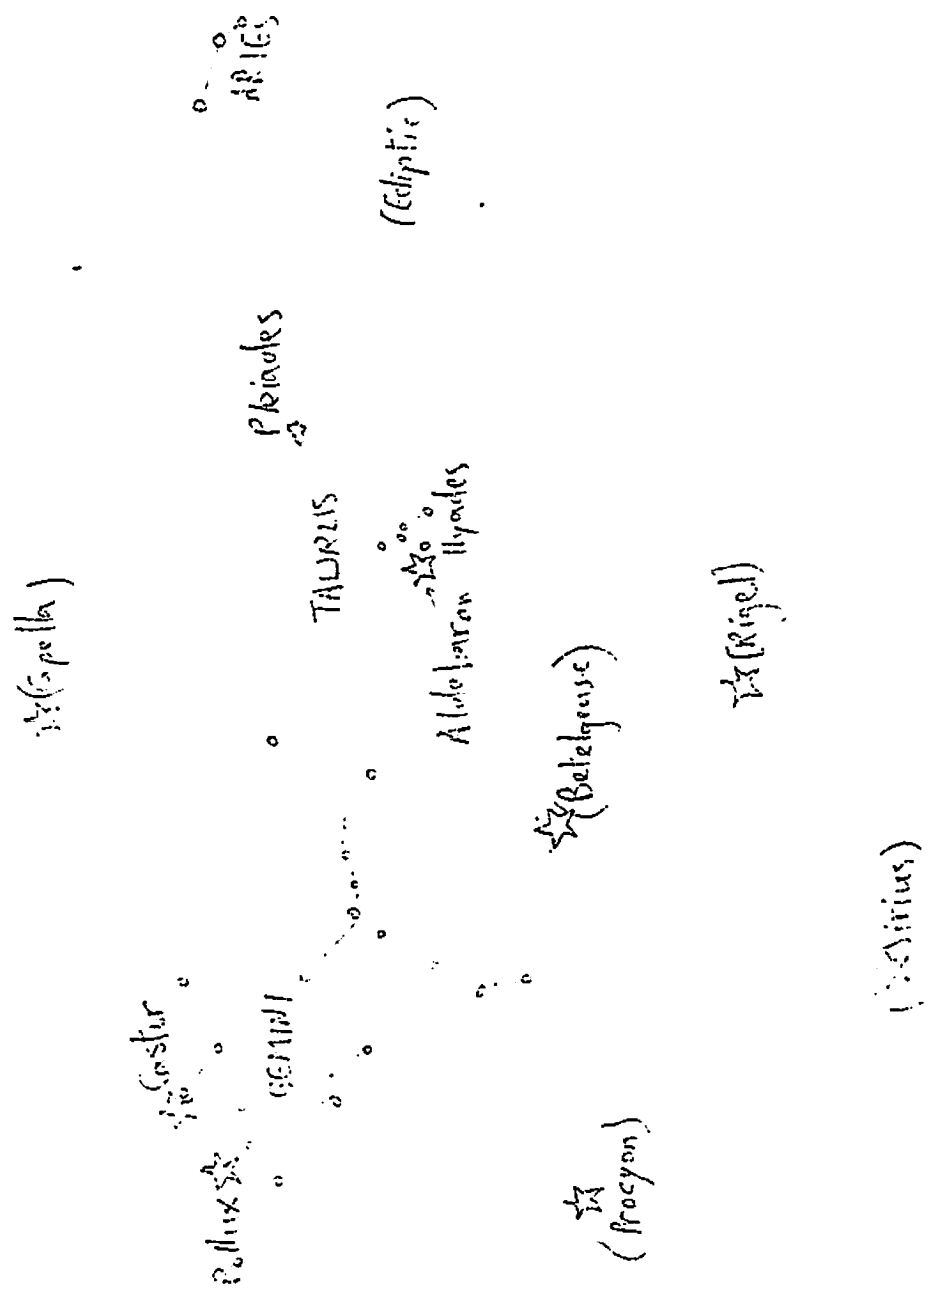 (Capella)
Castor
Pollux
ARIES
Pleiades
GEMINI
TAURUS
(Ecliptic)
Aldebaran Hyades
(Betelgeuse)
(Procyon)
[Rigel]
(Sirius)